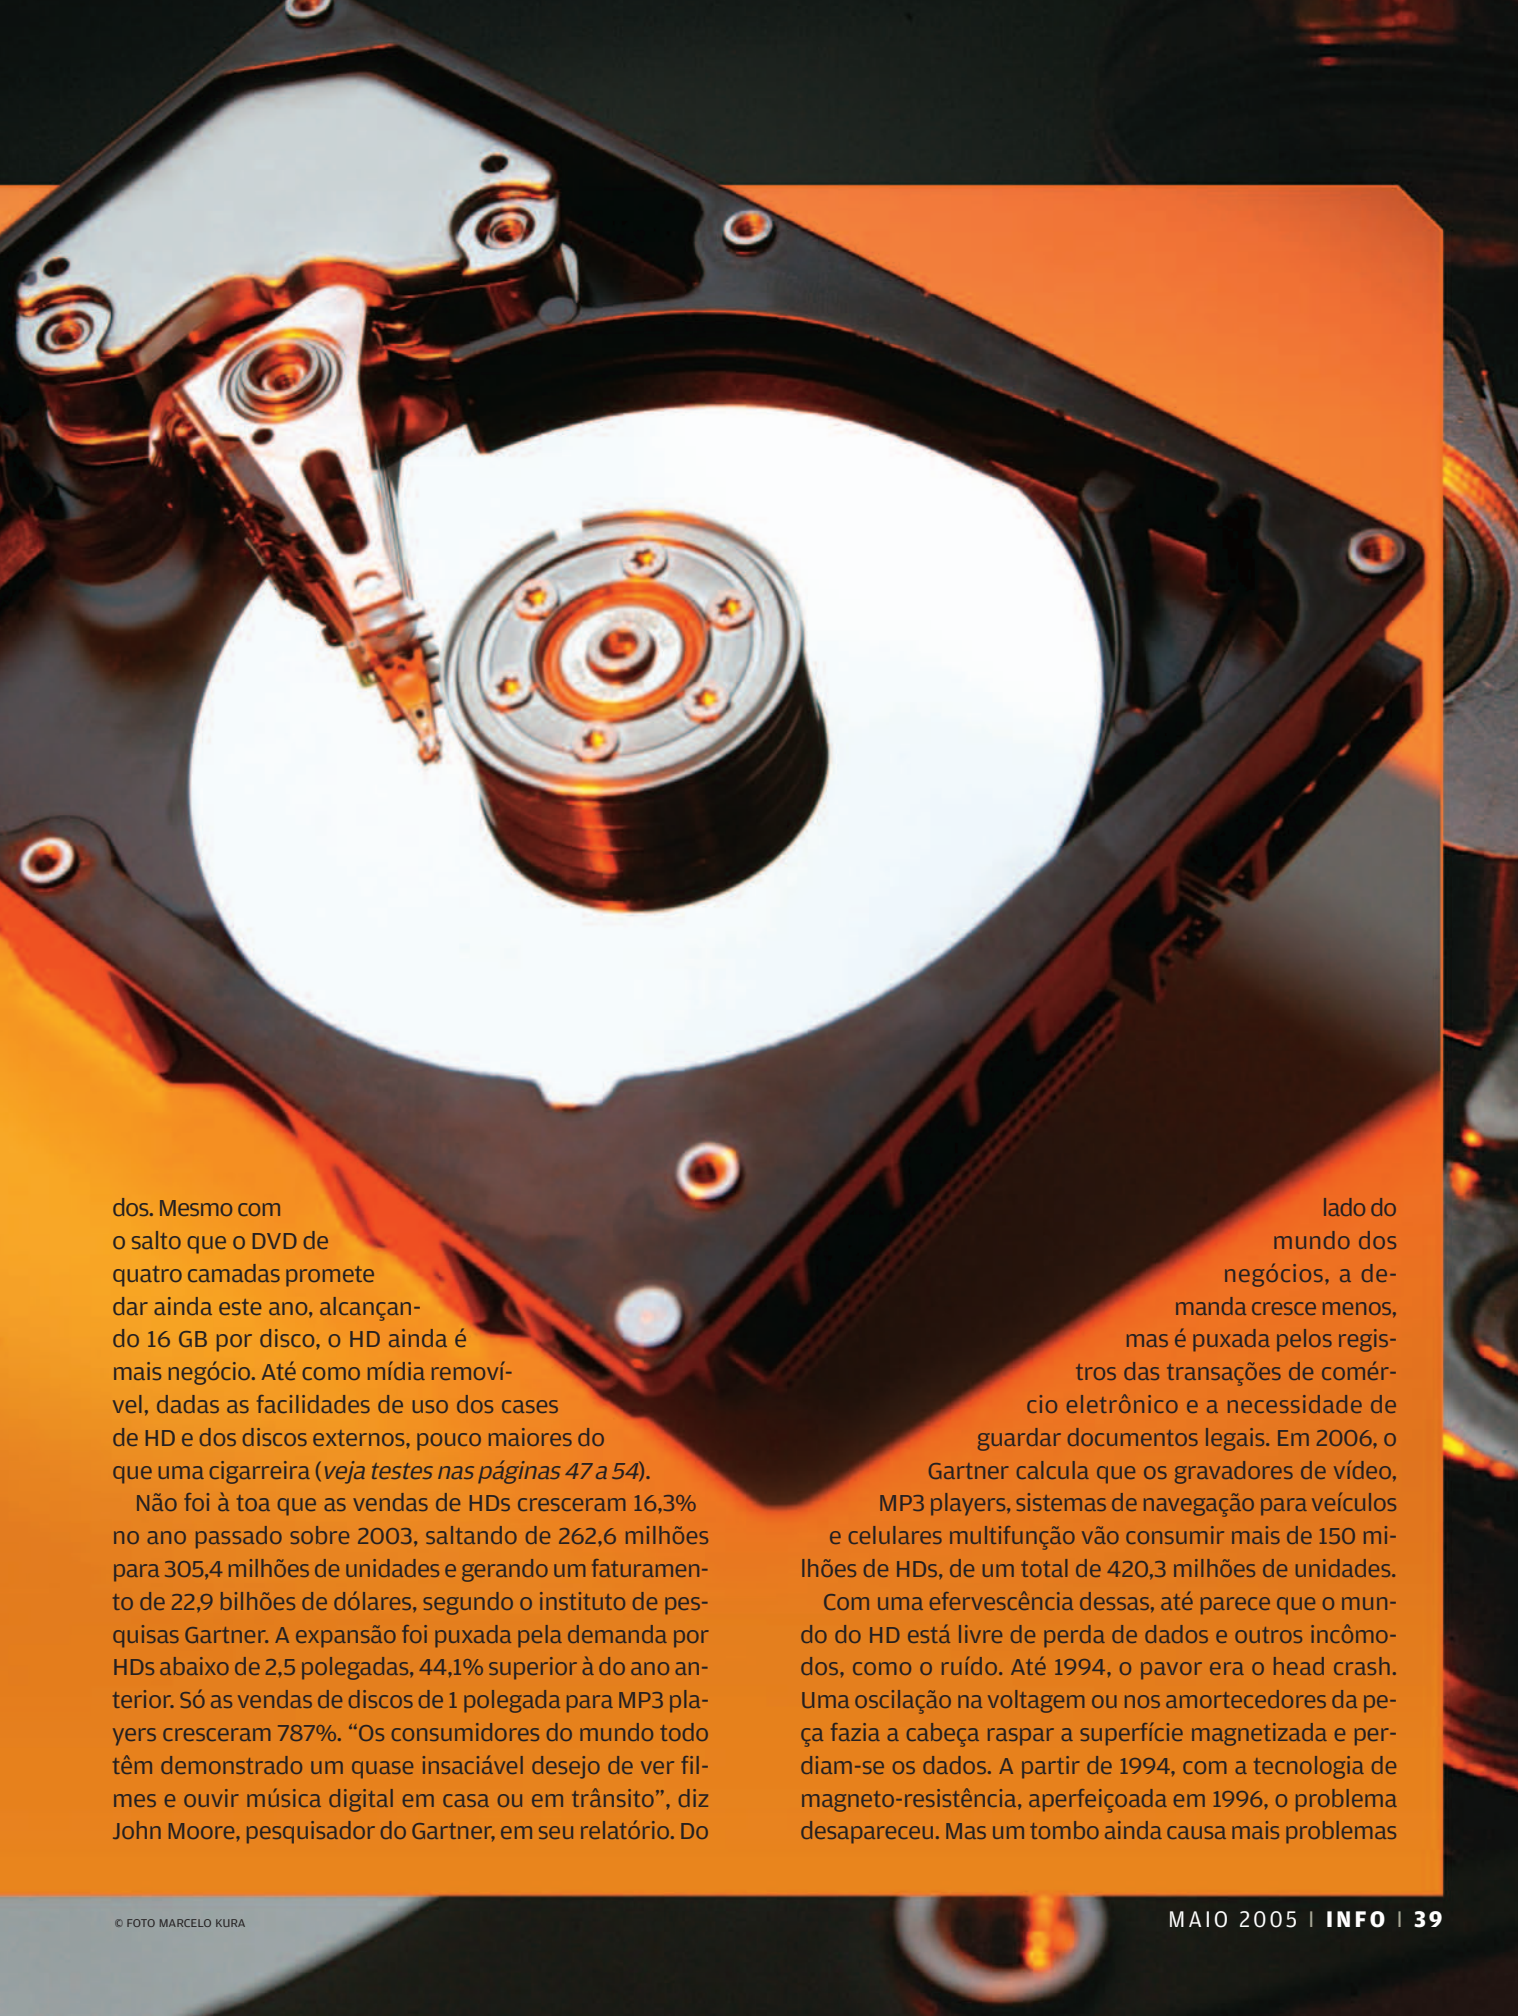 dos. Mesmo com
o salto que o DVD de
quatro camadas promete
dar ainda este ano, alcançan-
do 16 GB por disco, o HD ainda é
mais negócio. Até como mídia removí-
vel, dadas as facilidades de uso dos cases
de HD e dos discos externos, pouco maiores do
que uma cigarreira (veja testes nas páginas 47 a 54).
Não foi à toa que as vendas de HDs cresceram 16,3%
no ano passado sobre 2003, saltando de 262,6 milhões
para 305,4 milhões de unidades e gerando um faturamen-
to de 22,9 bilhões de dólares, segundo o instituto de pes-
quisas Gartner. A expansão foi puxada pela demanda por
HDs abaixo de 2,5 polegadas, 44,1% superior à do ano an-
terior. Só as vendas de discos de 1 polegada para MP3 pla-
yers cresceram 787%. “Os consumidores do mundo todo
têm demonstrado um quase insaciável desejo de ver fil-
mes e ouvir música digital em casa ou em trânsito”, diz
John Moore, pesquisador do Gartner, em seu relatório. Do
lado do
mundo dos
negócios, a de-
manda cresce menos,
mas é puxada pelos regis-
tros das transações de comér-
cio eletrônico e a necessidade de
guardar documentos legais. Em 2006, o
Gartner calcula que os gravadores de vídeo,
MP3 players, sistemas de navegação para veículos
e celulares multifunção vão consumir mais de 150 mi-
lhões de HDs, de um total de 420,3 milhões de unidades.
Com uma efervescência dessas, até parece que o mun-
do do HD está livre de perda de dados e outros incômo-
dos, como o ruído. Até 1994, o pavor era o head crash.
Uma oscilação na voltagem ou nos amortecedores da pe-
ça fazia a cabeça raspar a superfície magnetizada e per-
diam-se os dados. A partir de 1994, com a tecnologia de
magneto-resistência, aperfeiçoada em 1996, o problema
desapareceu. Mas um tombo ainda causa mais problemas
© FOTO MARCELO KURA
MAIO 2005 | INFO | 39